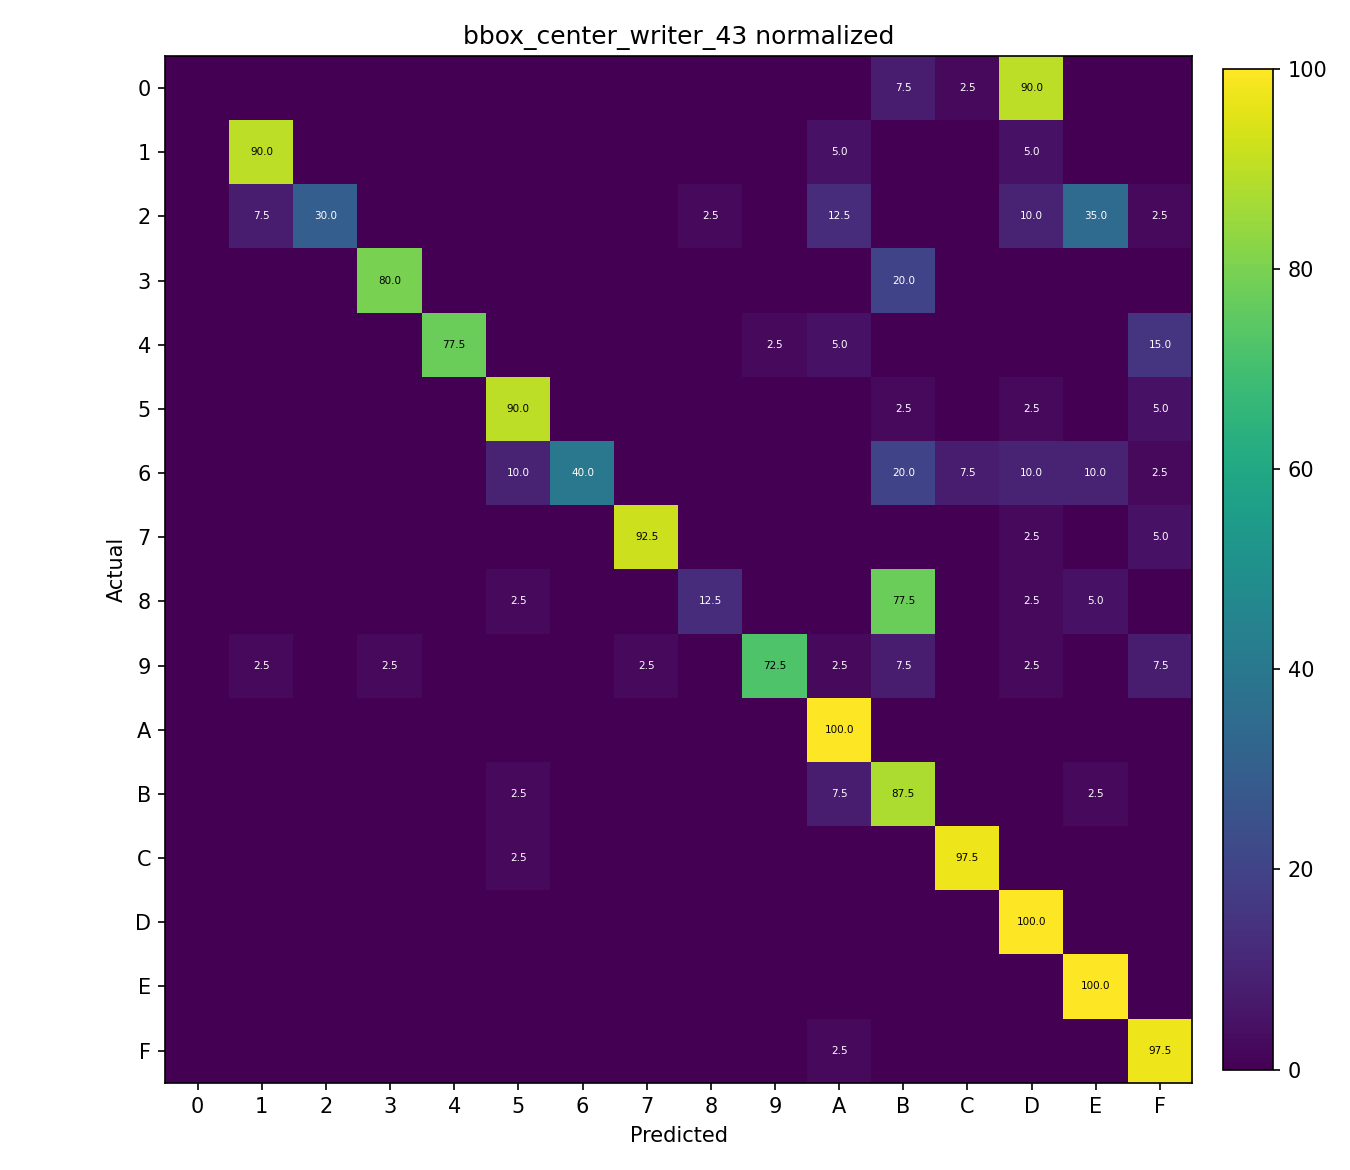 bbox_center_writer_43 normalized
0 7.5 2.5 90.0
1 90.0 5.0 5.0
2 7.5 30.0 2.5 12.5 10.0 35.0 2.5
3 80.0 20.0
4 77.5 2.5 5.0 15.0
5 90.0 2.5 2.5 5.0
6 10.0 40.0 20.0 7.5 10.0 10.0 2.5
7 92.5 2.5 5.0
8 2.5 12.5 77.5 2.5 5.0
9 2.5 2.5 2.5 72.5 2.5 7.5 2.5 7.5
A 100.0
B 2.5 7.5 87.5 2.5
C 2.5 97.5
D 100.0
E 100.0
F 2.5 97.5
0 1 2 3 4 5 6 7 8 9 A B C D E F
Predicted
Actual
100
80
60
40
20
0